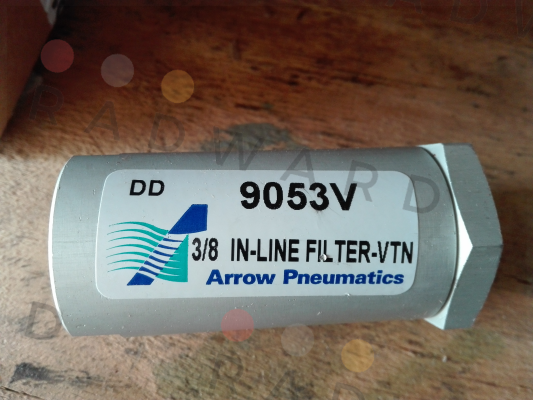 DD 9053V
3/8 IN-LINE FILTER-VTN
Arrow Pneumatics